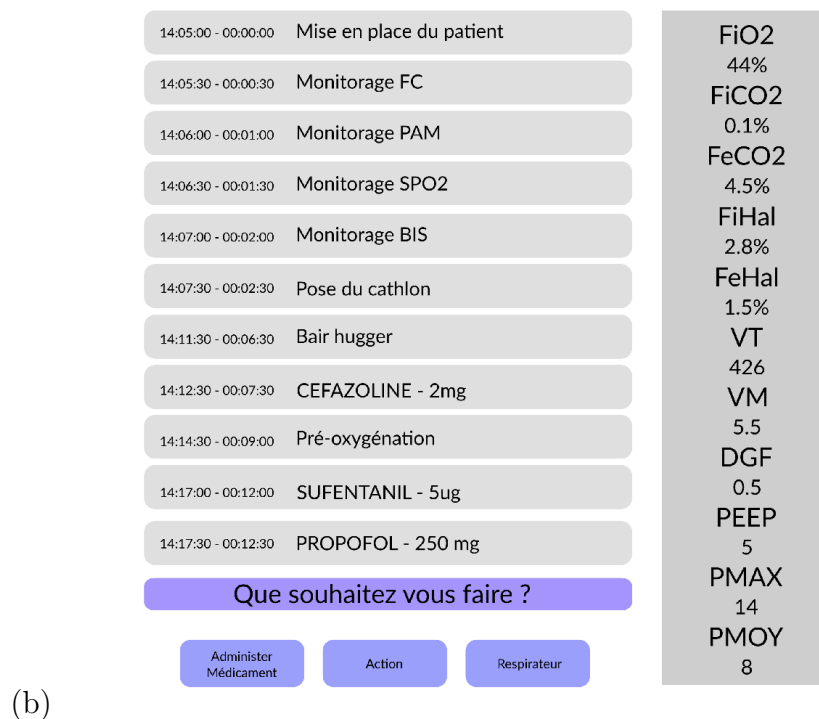 14:05:00 - 00:00:00 Mise en place du patient
14:05:30 - 00:00:30 Monitorage FC
14:06:00 - 00:01:00 Monitorage PAM
14:06:30 - 00:01:30 Monitorage SPO2
14:07:00 - 00:02:00 Monitorage BIS
14:07:30 - 00:02:30 Pose du cathlon
14:11:30 - 00:06:30 Bair hugger
14:12:30 - 00:07:30 CEFAZOLINE - 2mg
14:14:30 - 00:09:00 Pré-oxygénation
14:17:00 - 00:12:00 SUFENTANIL - 5ug
14:17:30 - 00:12:30 PROPOFOL - 250 mg
Que souhaitez vous faire ?
Administer
Médicament
Action
Respirateur
FiO2
44%
FiCO2
0.1%
FeCO2
4.5%
FiHal
2.8%
FeHal
1.5%
VT
426
VM
5.5
DGF
0.5
PEEP
5
PMAX
14
PMOY
8
(b)